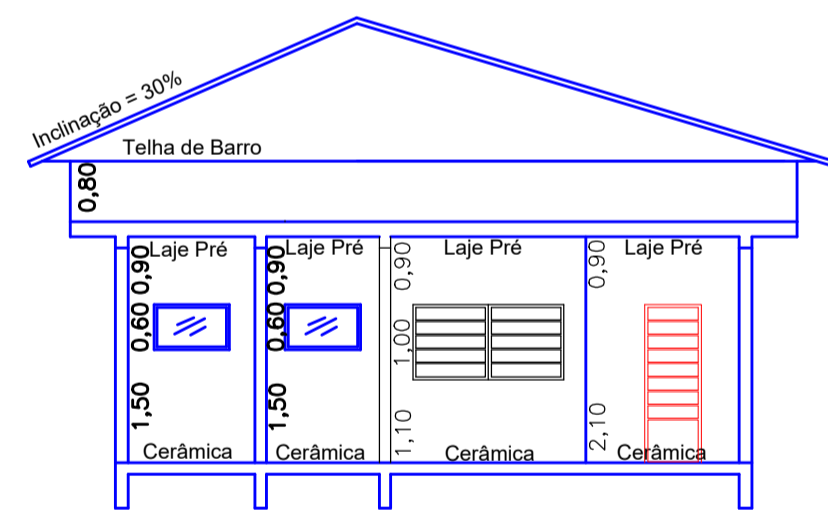 Inclinação = 30%
Telha de Barro
0,80
Laje Pré
Laje Pré
Laje Pré
Laje Pré
0,90
0,90
0,90
0,90
0,60
0,60
1,00
1,50
1,50
1,10
2,10
Cerâmica
Cerâmica
Cerâmica
Cerâmica